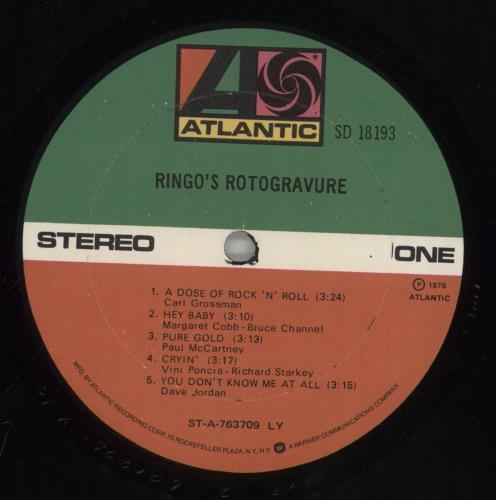 ATLANTIC
SD 18193
RINGO'S ROTOGRAVURE
STEREO
ONE
1. A DOSE OF ROCK 'N' ROLL (3:24)
Carl Grossman
2. HEY BABY (3:10)
Margaret Cobb-Bruce Channel
3. PURE GOLD (3:13)
Paul McCartney
4. CRYIN' (3:17)
Vini Poncia-Richard Starkey
5. YOU DON'T KNOW ME AT ALL (3:15)
Dave Jordan
Ⓟ 1976
ATLANTIC
ST-A-763709 LY
MFG. BY ATLANTIC RECORDING CORP. 75 ROCKEFELLER PLAZA, N.Y., N.Y. A WARNER COMMUNICATIONS COMPANY